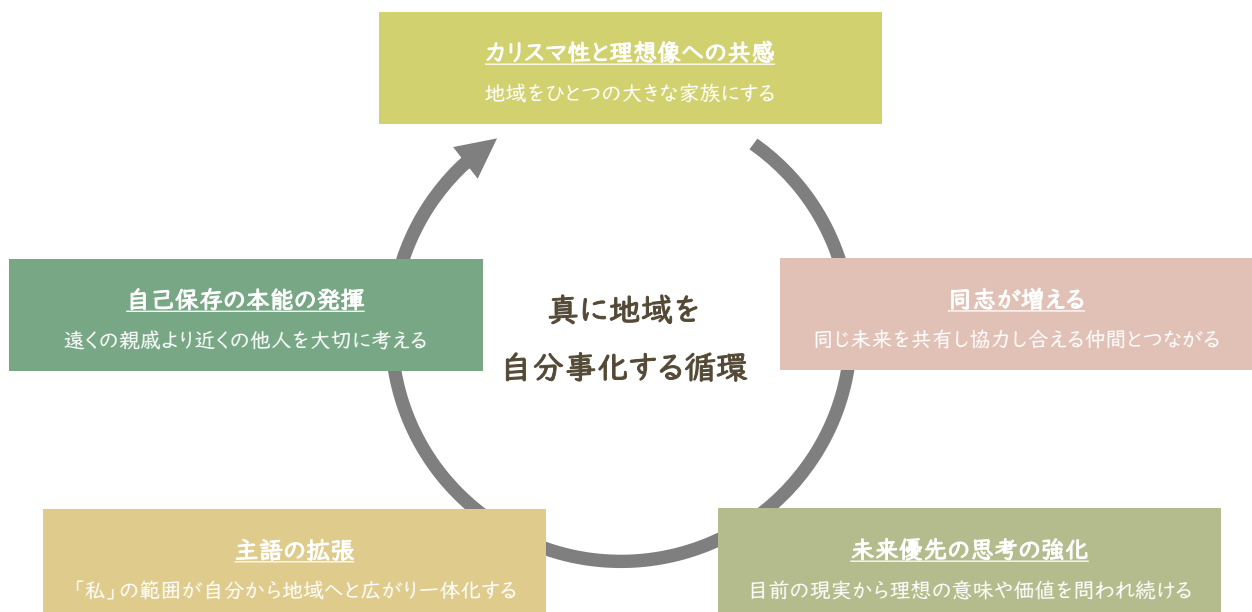 カリスマ性と理想像への共感
地域をひとつの大きな家族にする
同志が増える
同じ未来を共有し協力し合える仲間とつながる
未来優先の思考の強化
目前の現実から理想の意味や価値を問われ続ける
主語の拡張
「私」の範囲が自分から地域へと広がり一体化する
自己保存の本能の発揮
遠くの親戚より近くの他人を大切に考える
真に地域を
自分事化する循環